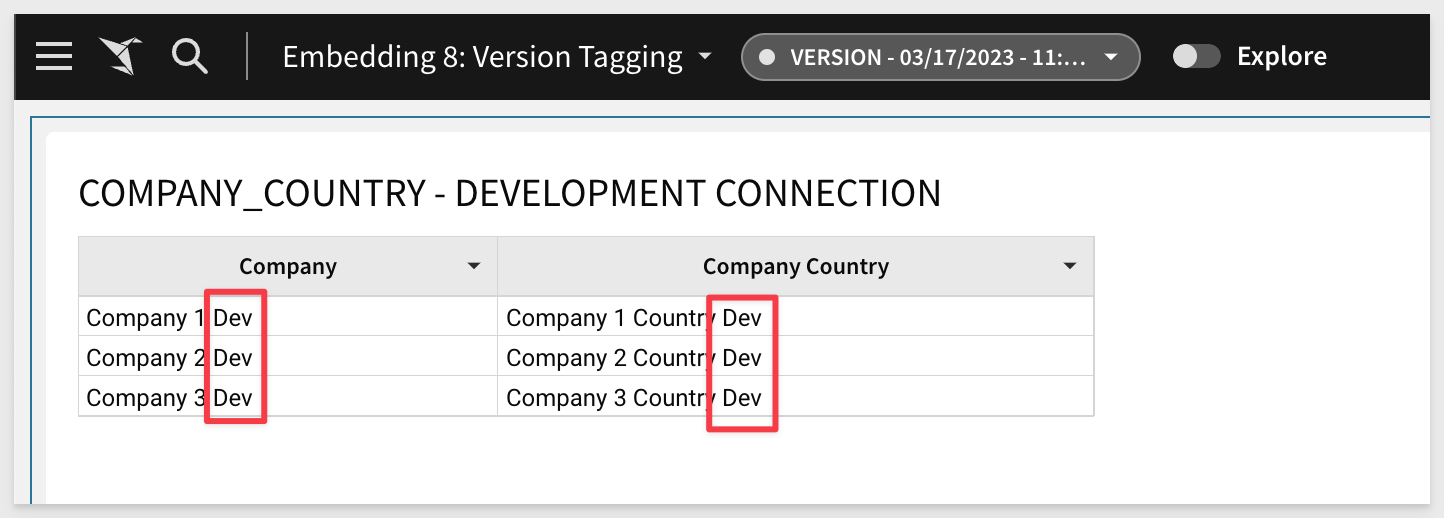 Embedding 8: Version Tagging VERSION - 03/17/2023 - 11:... Explore
COMPANY_COUNTRY - DEVELOPMENT CONNECTION
Company Company Country
Company 1 Dev Company 1 Country Dev
Company 2 Dev Company 2 Country Dev
Company 3 Dev Company 3 Country Dev